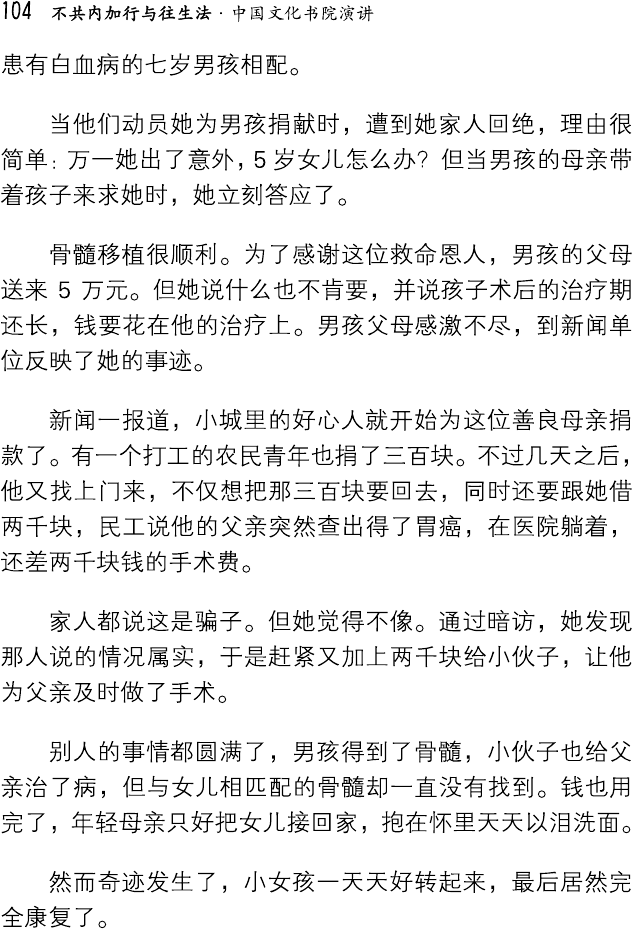 104 不共内加行与往生法·中国文化书院演讲
患有白血病的七岁男孩相配。
当他们动员她为男孩捐献时，遭到她家人回绝，理由很
简单：万一她出了意外，5 岁女儿怎么办？但当男孩的母亲带
着孩子来求她时，她立刻答应了。
骨髓移植很顺利。为了感谢这位救命恩人，男孩的父母
送来 5 万元。但她说什么也不肯要，并说孩子术后的治疗期
还长，钱要花在他的治疗上。男孩父母感激不尽，到新闻单
位反映了她的事迹。
新闻一报道，小城里的好心人就开始为这位善良母亲捐
款了。有一个打工的农民青年也捐了三百块。不过几天之后，
他又找上门来，不仅想把那三百块要回去，同时还要跟她借
两千块，民工说他的父亲突然查出得了胃癌，在医院躺着，
还差两千块钱的手术费。
家人都说这是骗子。但她觉得不像。通过暗访，她发现
那人说的情况属实，于是赶紧又加上两千块给小伙子，让他
为父亲及时做了手术。
别人的事情都圆满了，男孩得到了骨髓，小伙子也给父
亲治了病，但与女儿相匹配的骨髓却一直没有找到。钱也用
完了，年轻母亲只好把女儿接回家，抱在怀里天天以泪洗面。
然而奇迹发生了，小女孩一天天好转起来，最后居然完
全康复了。